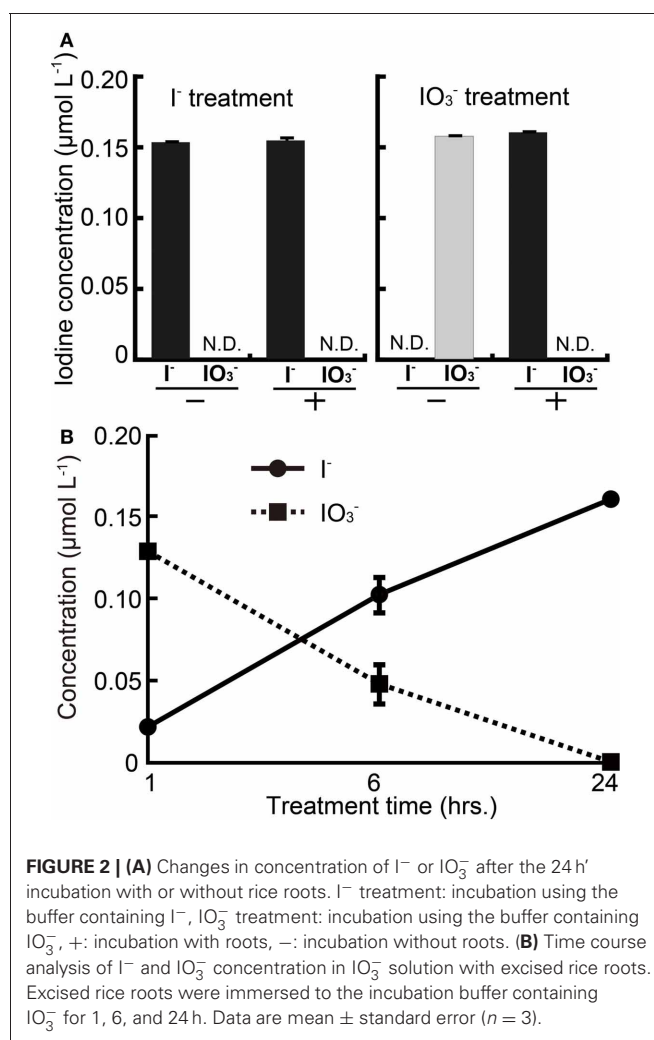 A
Iodine concentration (µmol L-1)
0.20
0.15
0.10
0.05
0
I- treatment
N.D.
N.D.
I- IO3- I- IO3-
− +
IO3- treatment
N.D.
N.D.
I- IO3- I- IO3-
− +
B
Concentration (µmol L-1)
0.20
0.15
0.10
0.05
0
I-
IO3-
1 6 24
Treatment time (hrs.)
FIGURE 2 | (A) Changes in concentration of I− or IO3− after the 24 h′
incubation with or without rice roots. I− treatment: incubation using the
buffer containing I−, IO3− treatment: incubation using the buffer containing
IO3−, +: incubation with roots, −: incubation without roots. (B) Time course
analysis of I− and IO3− concentration in IO3− solution with excised rice roots.
Excised rice roots were immersed to the incubation buffer containing
IO3− for 1, 6, and 24 h. Data are mean ± standard error (n = 3).